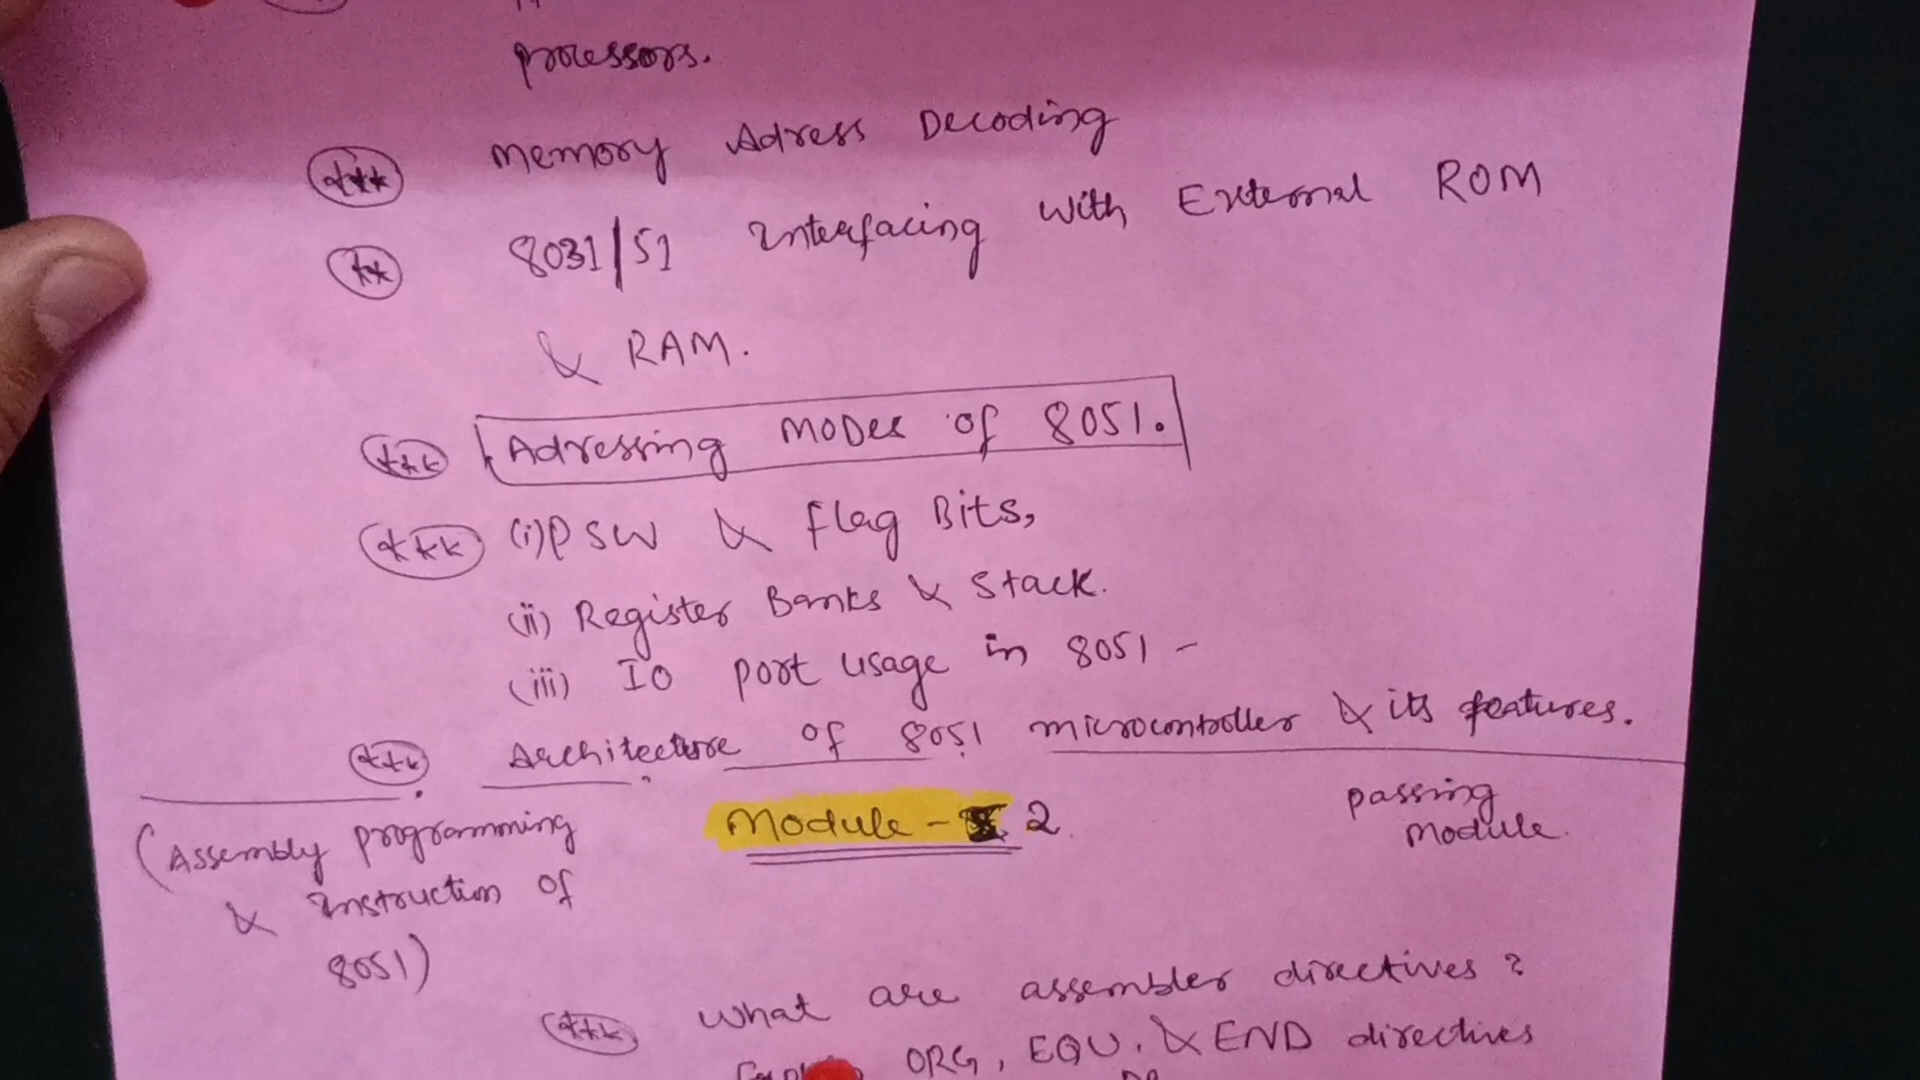 processors.
*** Memory Adress Decoding
** 8031/51 Interfacing with External ROM
& RAM.
*** Adressing Modes of 8051.
*** (i) PSW & flag Bits,
(ii) Register Banks & Stack.
(iii) IO port usage in 8051 -
*** Architecture of 8051 microcontroller & its features.
Module - 2
passing
module.
(Assembly programming
& Instruction of
8051)
*** What are assembler directives ?
ORG, EQU, & END directives